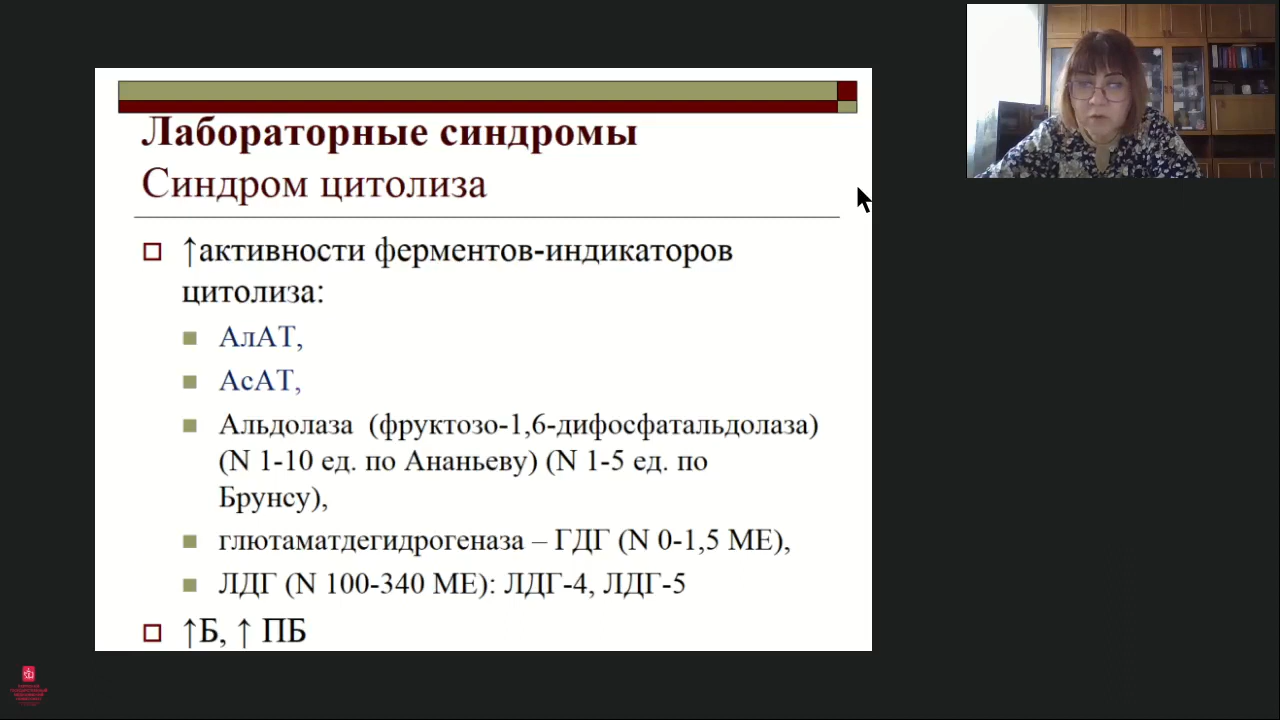 Лабораторные синдромы
Синдром цитолиза
↑активности ферментов-индикаторов
цитолиза:
АлАТ,
АсАТ,
Альдолаза (фруктозо-1,6-дифосфатальдолаза)
(N 1-10 ед. по Ананьеву) (N 1-5 ед. по
Брунсу),
глютаматдегидрогеназа – ГДГ (N 0-1,5 МЕ),
ЛДГ (N 100-340 МЕ): ЛДГ-4, ЛДГ-5
↑Б, ↑ ПБ